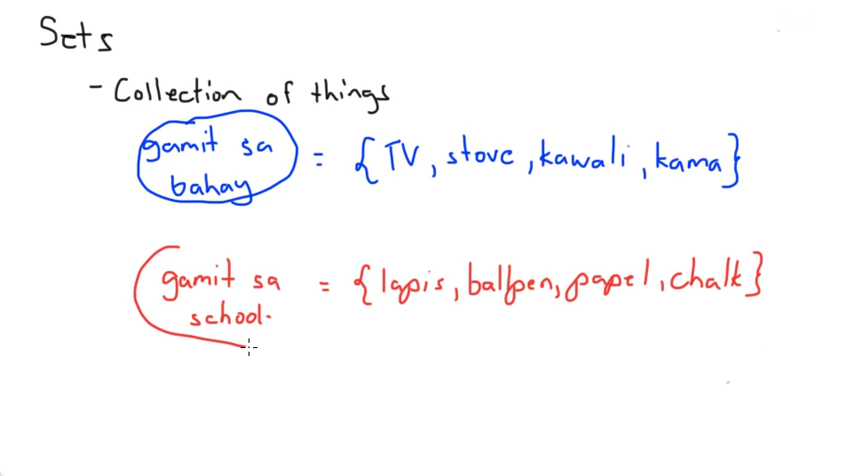 Sets
- Collection of things
gamit sa bahay = {TV, stove, kawali, kama}
gamit sa school. = {lapis, ballpen, papel, chalk}